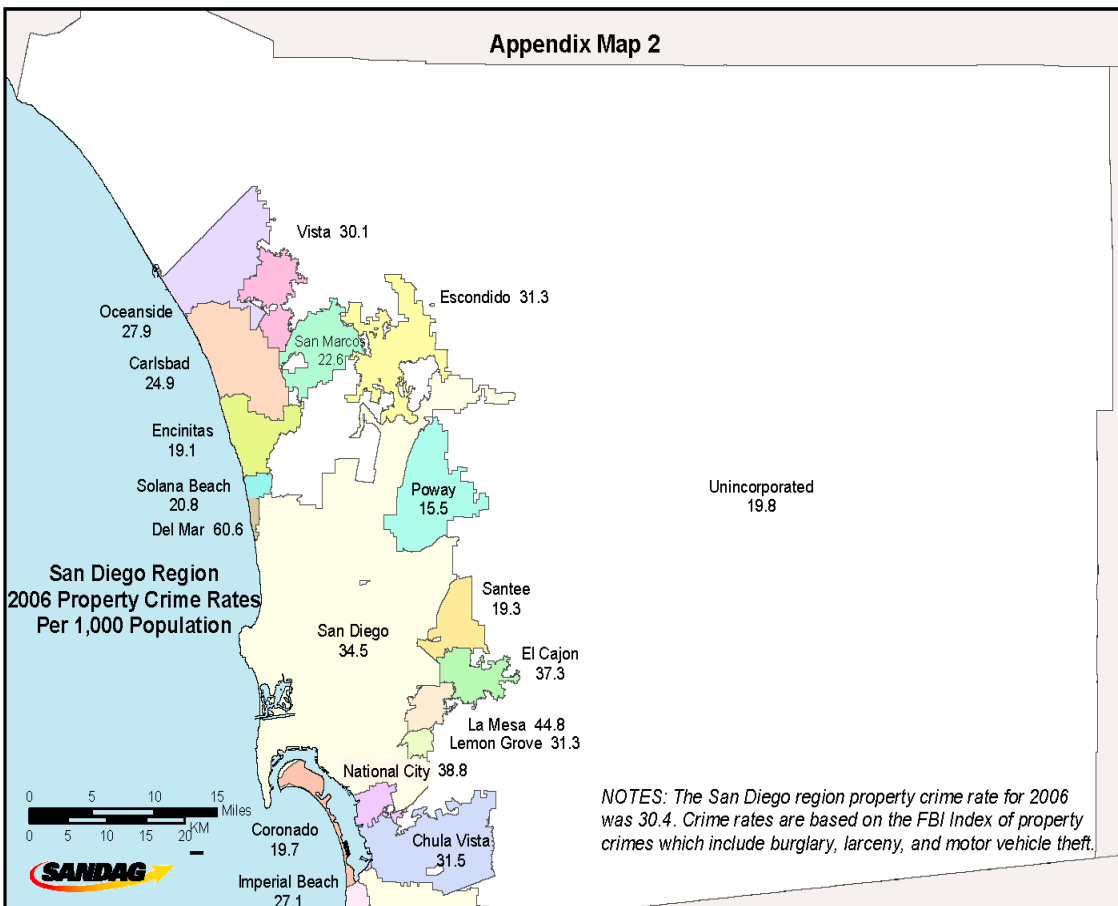 Appendix Map 2
Vista 30.1
Escondido 31.3
Oceanside
27.9
San Marcos
22.6
Carlsbad
24.9
Encinitas
19.1
Solana Beach
20.8
Poway
15.5
Unincorporated
19.8
Del Mar 60.6
San Diego Region
2006 Property Crime Rates
Per 1,000 Population
Santee
19.3
San Diego
34.5
El Cajon
37.3
La Mesa 44.8
Lemon Grove 31.3
National City 38.8
0 5 10 15
Miles
0 5 10 15 20
KM
Coronado
19.7
Chula Vista
31.5
Imperial Beach
27.1
NOTES: The San Diego region property crime rate for 2006
was 30.4. Crime rates are based on the FBI Index of property
crimes which include burglary, larceny, and motor vehicle theft.
SANDAG